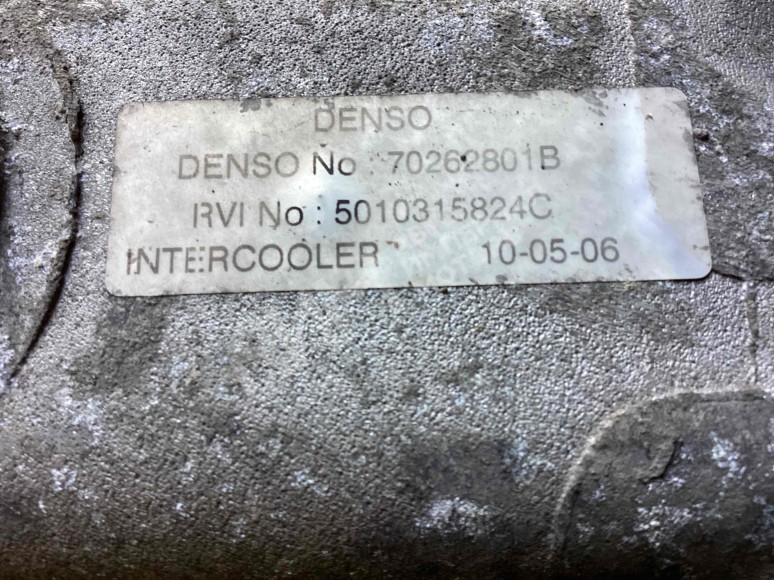 DENSO
DENSO No : 70262801B
RVI No : 5010315824C
INTERCOOLER 10-05-06